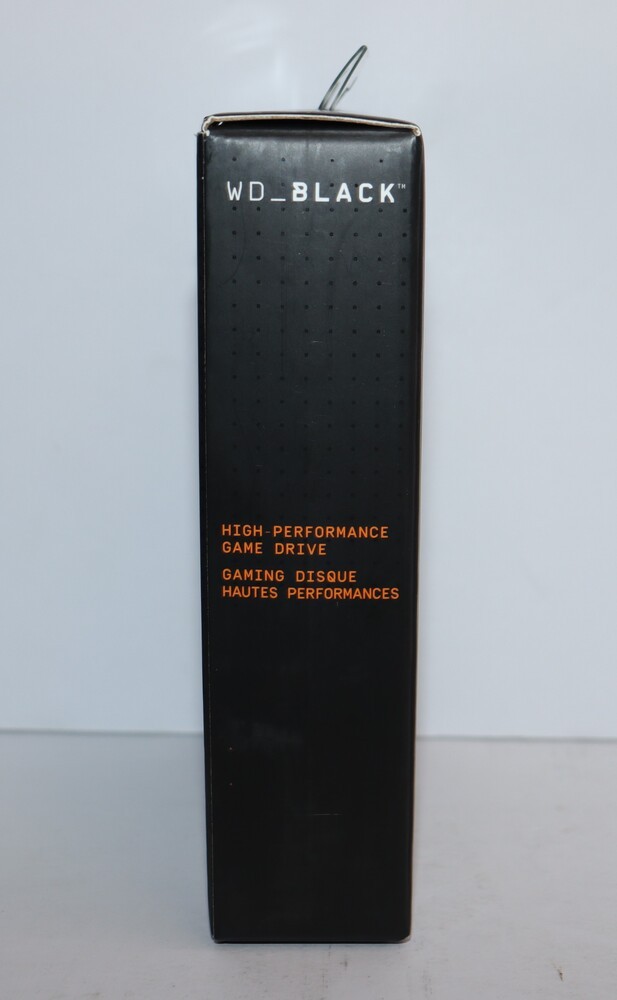 WD_BLACK™
HIGH-PERFORMANCE
GAME DRIVE
GAMING DISQUE
HAUTES PERFORMANCES